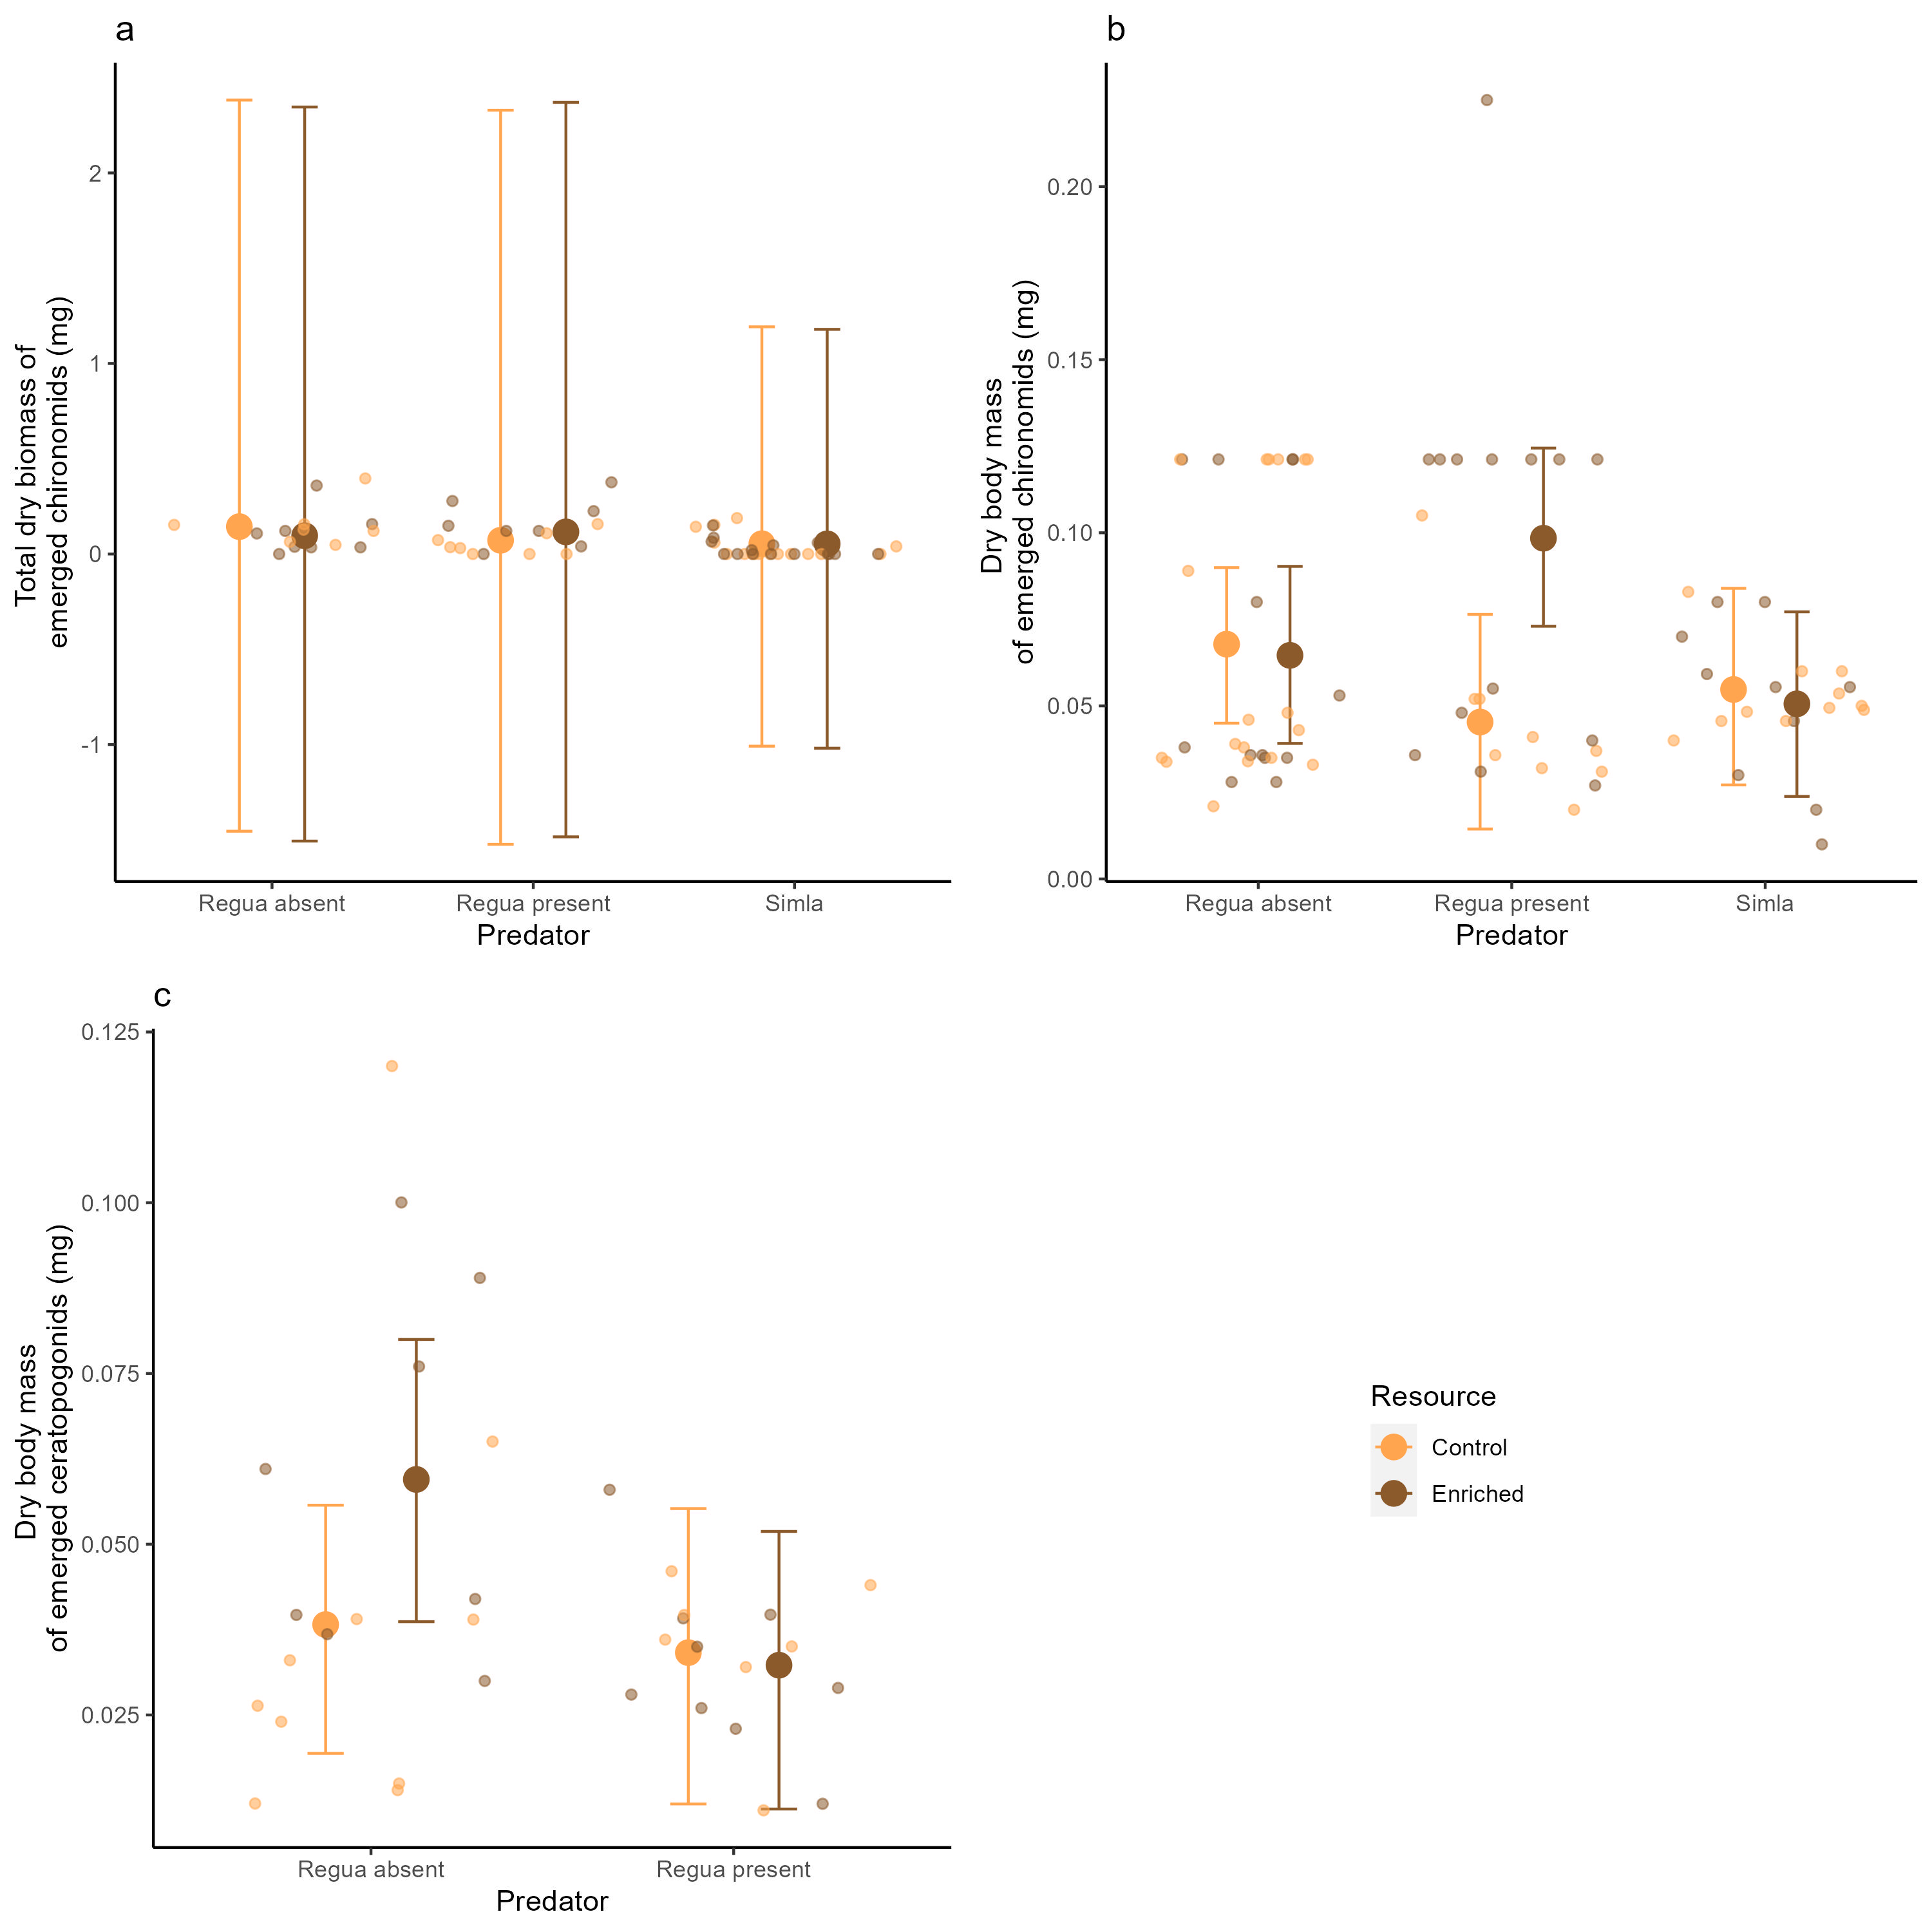 a
Total dry biomass of
emerged chironomids (mg)
2
1
0
-1
Regua absent
Regua present
Simla
Predator
b
Dry body mass
of emerged chironomids (mg)
0.20
0.15
0.10
0.05
0.00
Regua absent
Regua present
Simla
Predator
c
Dry body mass
of emerged ceratopogonids (mg)
0.125
0.100
0.075
0.050
0.025
Regua absent
Regua present
Predator
Resource
Control
Enriched